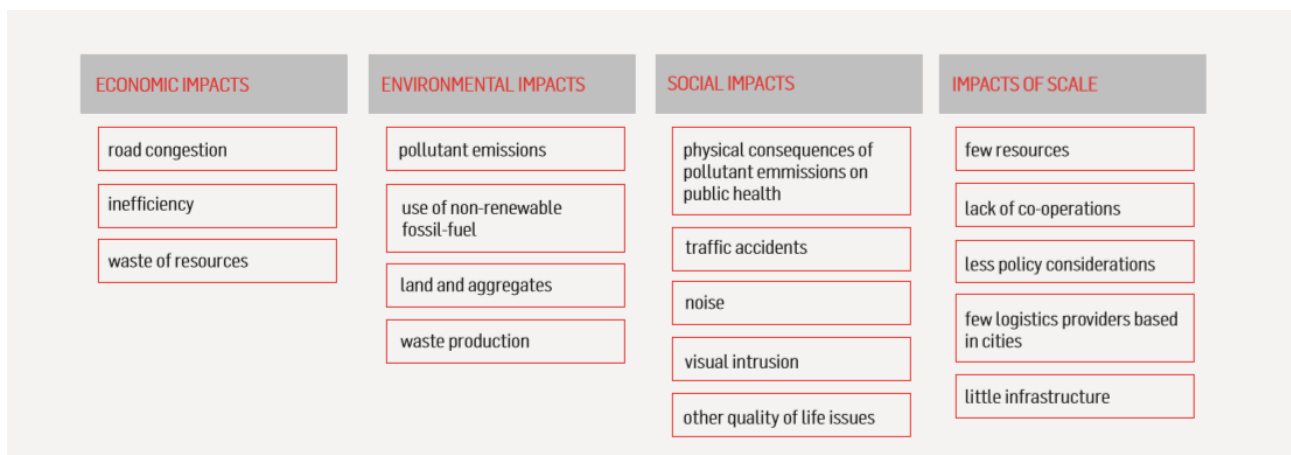 ECONOMIC IMPACTS
road congestion
inefficiency
waste of resources
ENVIRONMENTAL IMPACTS
pollutant emissions
use of non-renewable
fossil-fuel
land and aggregates
waste production
SOCIAL IMPACTS
physical consequences of
pollutant emmissions on
public health
traffic accidents
noise
visual intrusion
other quality of life issues
IMPACTS OF SCALE
few resources
lack of co-operations
less policy considerations
few logistics providers based
in cities
little infrastructure